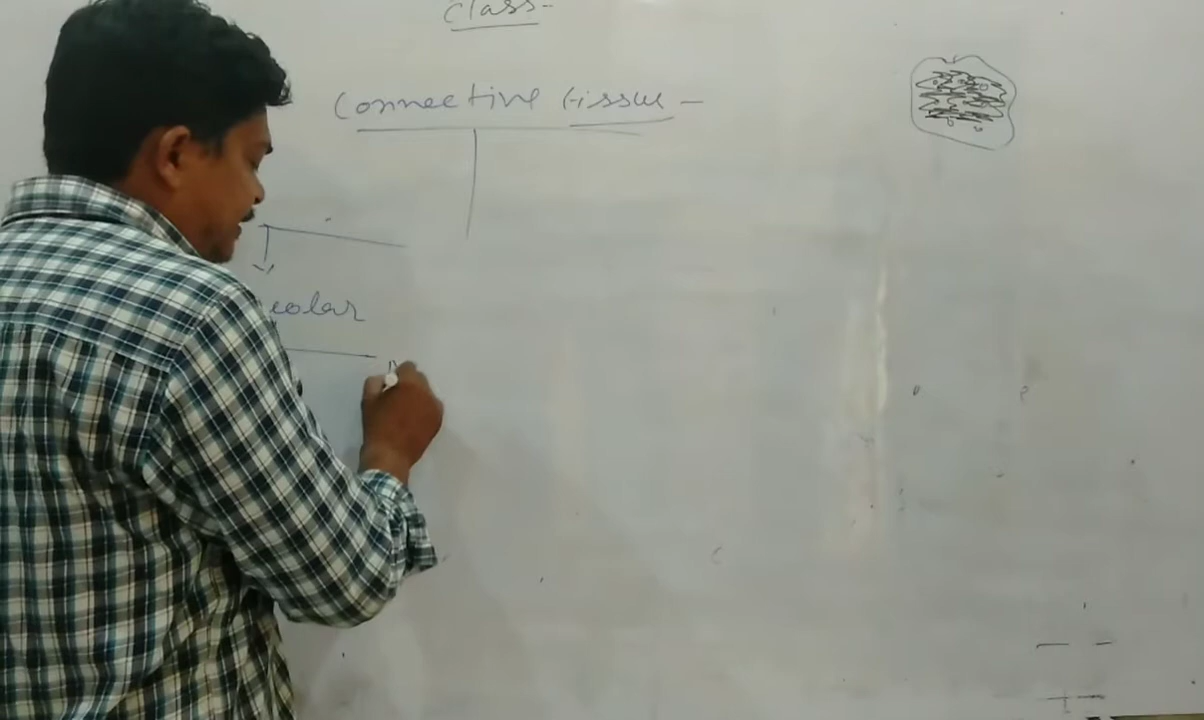 class-
Connective tissue -
eolar